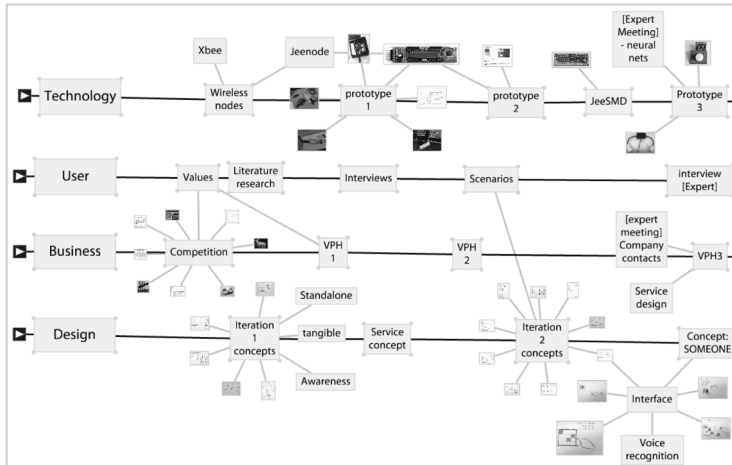 [Expert
Meeting]
- neural
nets
Xbee
Jeenode
Technology
Wireless
nodes
prototype
1
prototype
2
JeeSMD
Prototype
3
User
Values
Literature
research
Interviews
Scenarios
interview
[Expert]
Business
Competition
VPH
1
VPH
2
[expert
meeting]
Company
contacts
VPH3
Service
design
Design
Standalone
Iteration
1
concepts
tangible
Awareness
Service
concept
Iteration
2
concepts
Concept:
SOMEONE
Interface
Voice
recognition